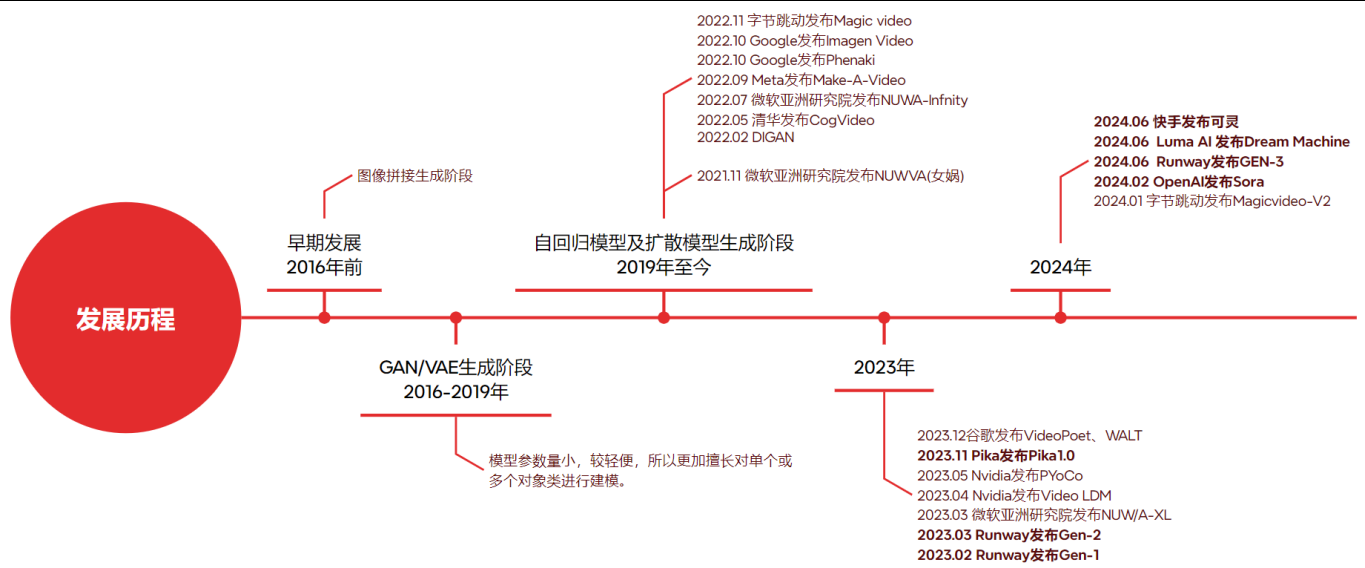 发展历程
图像拼接生成阶段
早期发展
2016年前
GAN/VAE生成阶段
2016-2019年
模型参数量小，较轻便，所以更加擅长对单个或
多个对象类进行建模。
2022.11 字节跳动发布Magic video
2022.10 Google发布Imagen Video
2022.10 Google发布Phenaki
2022.09 Meta发布Make-A-Video
2022.07 微软亚洲研究院发布NUWA-Infnity
2022.05 清华发布CogVideo
2022.02 DIGAN
2021.11 微软亚洲研究院发布NUWVA(女娲)
自回归模型及扩散模型生成阶段
2019年至今
2023年
2023.12谷歌发布VideoPoet、WALT
2023.11 Pika发布Pika1.0
2023.05 Nvidia发布PYoCo
2023.04 Nvidia发布Video LDM
2023.03 微软亚洲研究院发布NUW/A-XL
2023.03 Runway发布Gen-2
2023.02 Runway发布Gen-1
2024.06 快手发布可灵
2024.06 Luma AI 发布Dream Machine
2024.06 Runway发布GEN-3
2024.02 OpenAI发布Sora
2024.01 字节跳动发布Magicvideo-V2
2024年